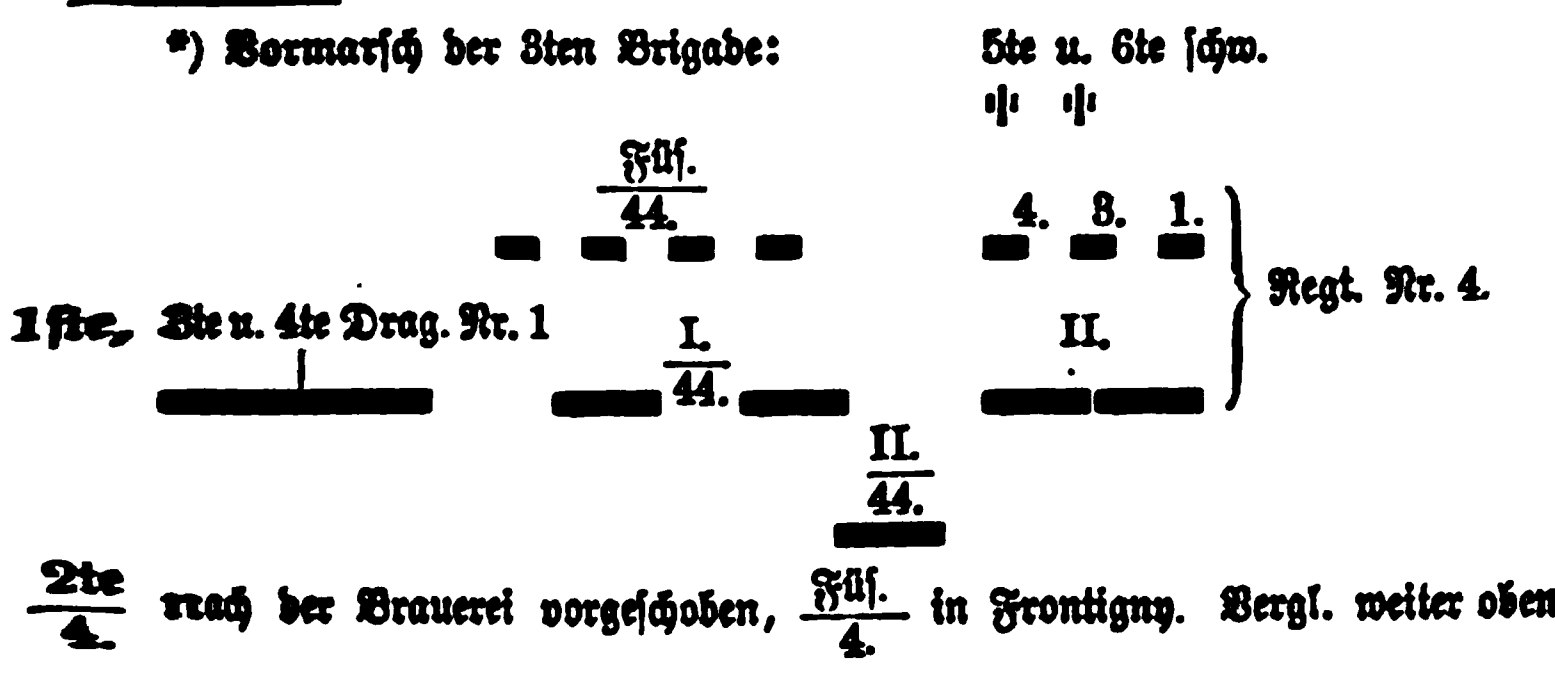 *) Vormarsch der 3ten Brigade: 5te u. 6te schw.
Füs.
44.
4. 3. 1.
Regt. Nr. 4.
1ste, 3te u. 4te Drag. Nr. 1
I.
44.
II.
II.
44.
2te
4. nach der Brauerei vorgeschoben, Füs.
4. in Frontigny. Vergl. weiter oben